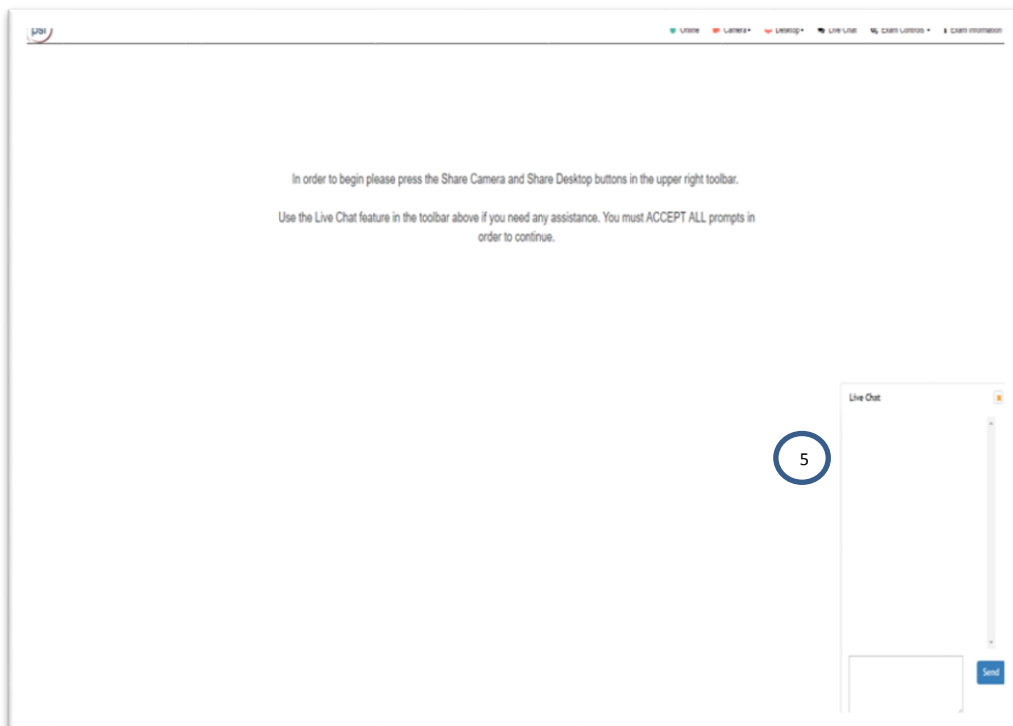 psi
Online Camera Desktop Live Chat Exam Controls Exam Information
In order to begin please press the Share Camera and Share Desktop buttons in the upper right toolbar.
Use the Live Chat feature in the toolbar above if you need any assistance. You must ACCEPT ALL prompts in
order to continue.
Live Chat
5
Send